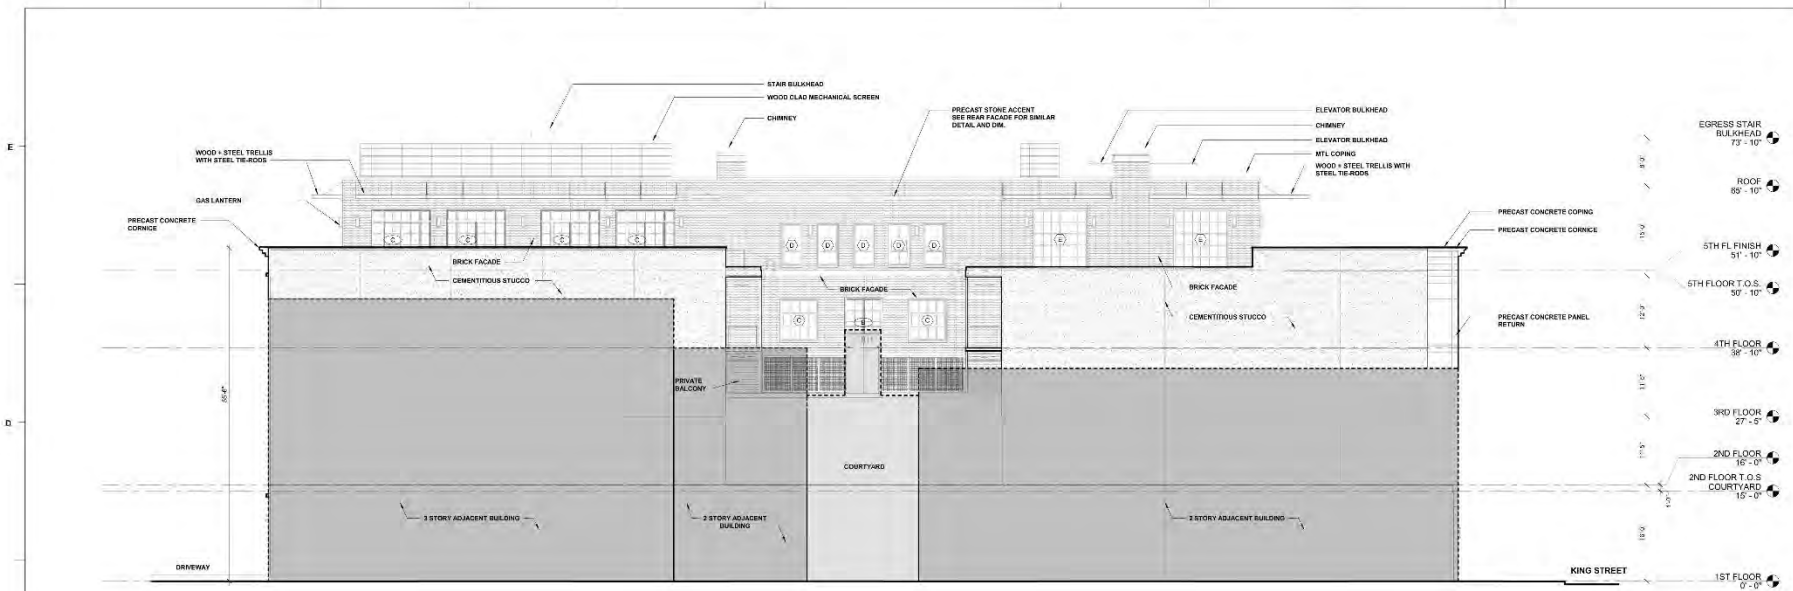 STAIR BULKHEAD
WOOD CLAD MECHANICAL SCREEN
CHIMNEY
PRECAST STONE ACCENT
SEE REAR FACADE FOR SIMILAR
DETAIL AND DIM.
ELEVATOR BULKHEAD
CHIMNEY
ELEVATOR BULKHEAD
MTL COPING
WOOD + STEEL TRELLIS WITH
STEEL TIE-RODS
WOOD + STEEL TRELLIS
WITH STEEL TIE-RODS
GAS LANTERN
PRECAST CONCRETE
CORNICE
E
EGRESS STAIR
BULKHEAD
73' - 10"
8'-0"
ROOF
65' - 10"
PRECAST CONCRETE COPING
PRECAST CONCRETE CORNICE
C C C C
D D D D D
E E
BRICK FACADE
CEMENTITIOUS STUCCO
BRICK FACADE
BRICK FACADE
CEMENTITIOUS STUCCO
PRECAST CONCRETE PANEL
RETURN
5TH FL FINISH
51' - 10"
5TH FLOOR T.O.S.
50' - 10"
12'-0"
C B C
4TH FLOOR
38' - 10"
PRIVATE
BALCONY
D
3RD FLOOR
27' - 5"
COURTYARD
2ND FLOOR
16' - 0"
2ND FLOOR T.O.S
COURTYARD
15' - 0"
3 STORY ADJACENT BUILDING
2 STORY ADJACENT
BUILDING
2 STORY ADJACENT BUILDING
16'-0"
DRIVEWAY
KING STREET
1ST FLOOR
0' - 0"